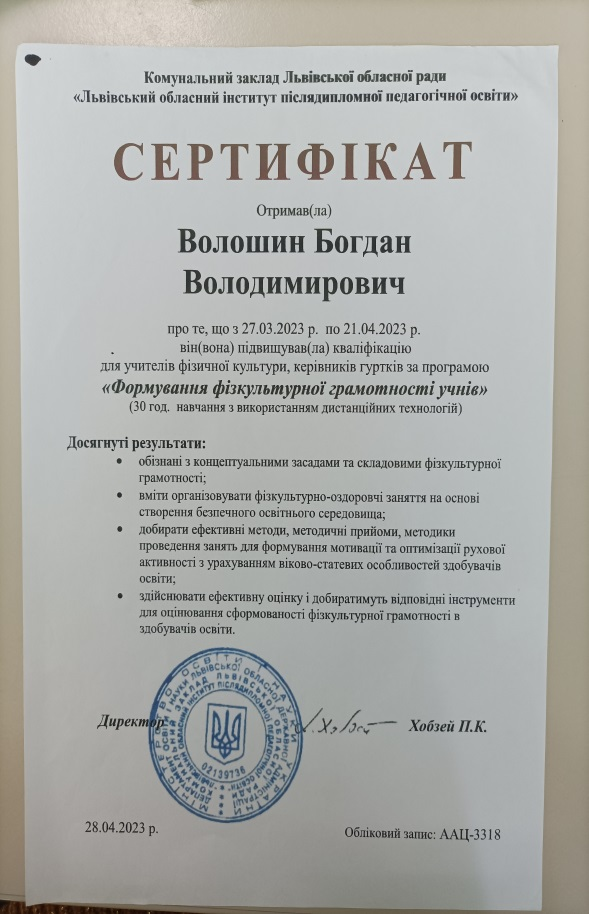 Комунальний заклад Львівської обласної ради
«Львівський обласний інститут післядипломної педагогічної освіти»
СЕРТИФІКАТ
Отримав(ла)
Волошин Богдан
Володимирович
про те, що з 27.03.2023 р. по 21.04.2023 р.
він(вона) підвищував(ла) кваліфікацію
для учителів фізичної культури, керівників гуртків за програмою
«Формування фізкультурної грамотності учнів»
(30 год. навчання з використанням дистанційних технологій)
Досягнуті результати:
• обізнані з концептуальними засадами та складовими фізкультурної
грамотності;
• вміти організовувати фізкультурно-оздоровчі заняття на основі
створення безпечного освітнього середовища;
• добирати ефективні методи, методичні прийоми, методики
проведення занять для формування мотивації та оптимізації рухової
активності з урахуванням віково-статевих особливостей здобувачів
освіти;
• здійснювати ефективну оцінку і добиратимуть відповідні інструменти
для оцінювання сформованості фізкультурної грамотності в
здобувачів освіти.
Директор
Хобзей П.К.
02139736
28.04.2023 р.
Обліковий запис: ААЦ-3318